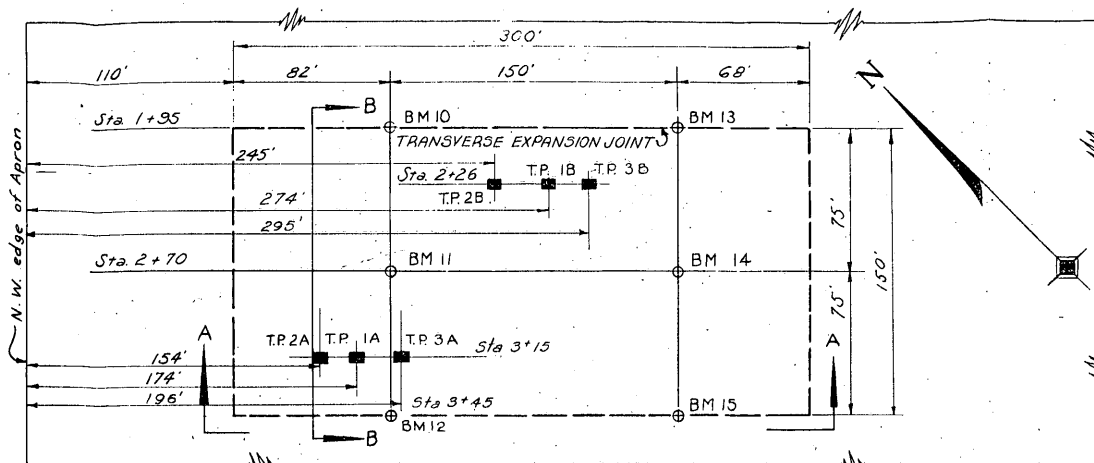 300'
110'
82'
150'
68'
N
B
Sta. 1+95
BM 10
BM 13
TRANSVERSE EXPANSION JOINT
245'
Sta. 2+26
T.P. 1B
T.P. 3B
T.P. 2B
274'
295'
75'
150'
N.W. edge of Apron
Sta. 2+70
BM 11
BM 14
75'
A
T.P. 2A
T.P. 1A
T.P. 3A
Sta 3+15
A
154'
174'
196'
Sta 3+45
BM 12
BM 15
B